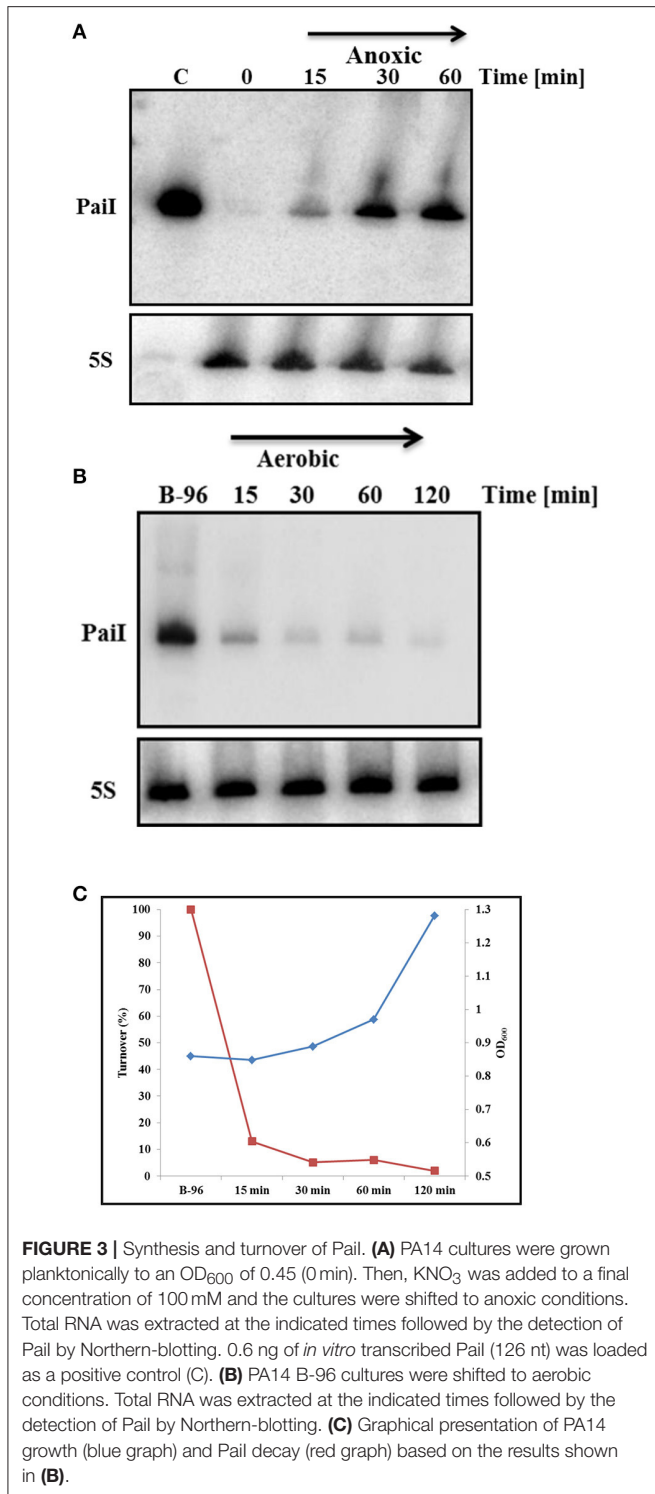 A
Anoxic
C 0 15 30 60 Time [min]
PaiI
5S
Aerobic
B
B-96 15 30 60 120 Time [min]
PaiI
5S
C
100
90
80
70
60
50
40
30
20
10
0
Turnover (%)
1.3
1.2
1.1
1
0.9
0.8
0.7
0.6
0.5
OD600
B-96 15 min 30 min 60 min 120 min
FIGURE 3 | Synthesis and turnover of PaiI. (A) PA14 cultures were grown
planktonically to an OD600 of 0.45 (0 min). Then, KNO3 was added to a final
concentration of 100 mM and the cultures were shifted to anoxic conditions.
Total RNA was extracted at the indicated times followed by the detection of
PaiI by Northern-blotting. 0.6 ng of in vitro transcribed PaiI (126 nt) was loaded
as a positive control (C). (B) PA14 B-96 cultures were shifted to aerobic
conditions. Total RNA was extracted at the indicated times followed by the
detection of PaiI by Northern-blotting. (C) Graphical presentation of PA14
growth (blue graph) and PaiI decay (red graph) based on the results shown
in (B).